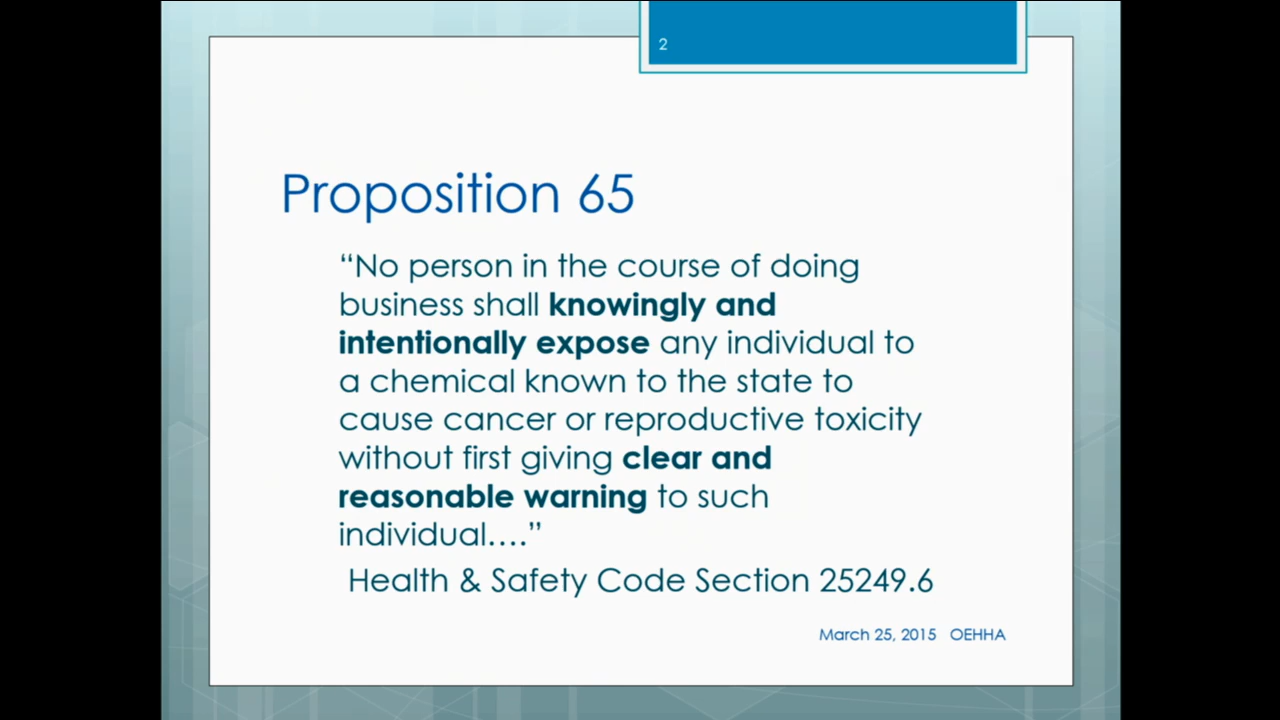 2
Proposition 65
“No person in the course of doing
business shall knowingly and
intentionally expose any individual to
a chemical known to the state to
cause cancer or reproductive toxicity
without first giving clear and
reasonable warning to such
individual....”
Health & Safety Code Section 25249.6
March 25, 2015 OEHHA